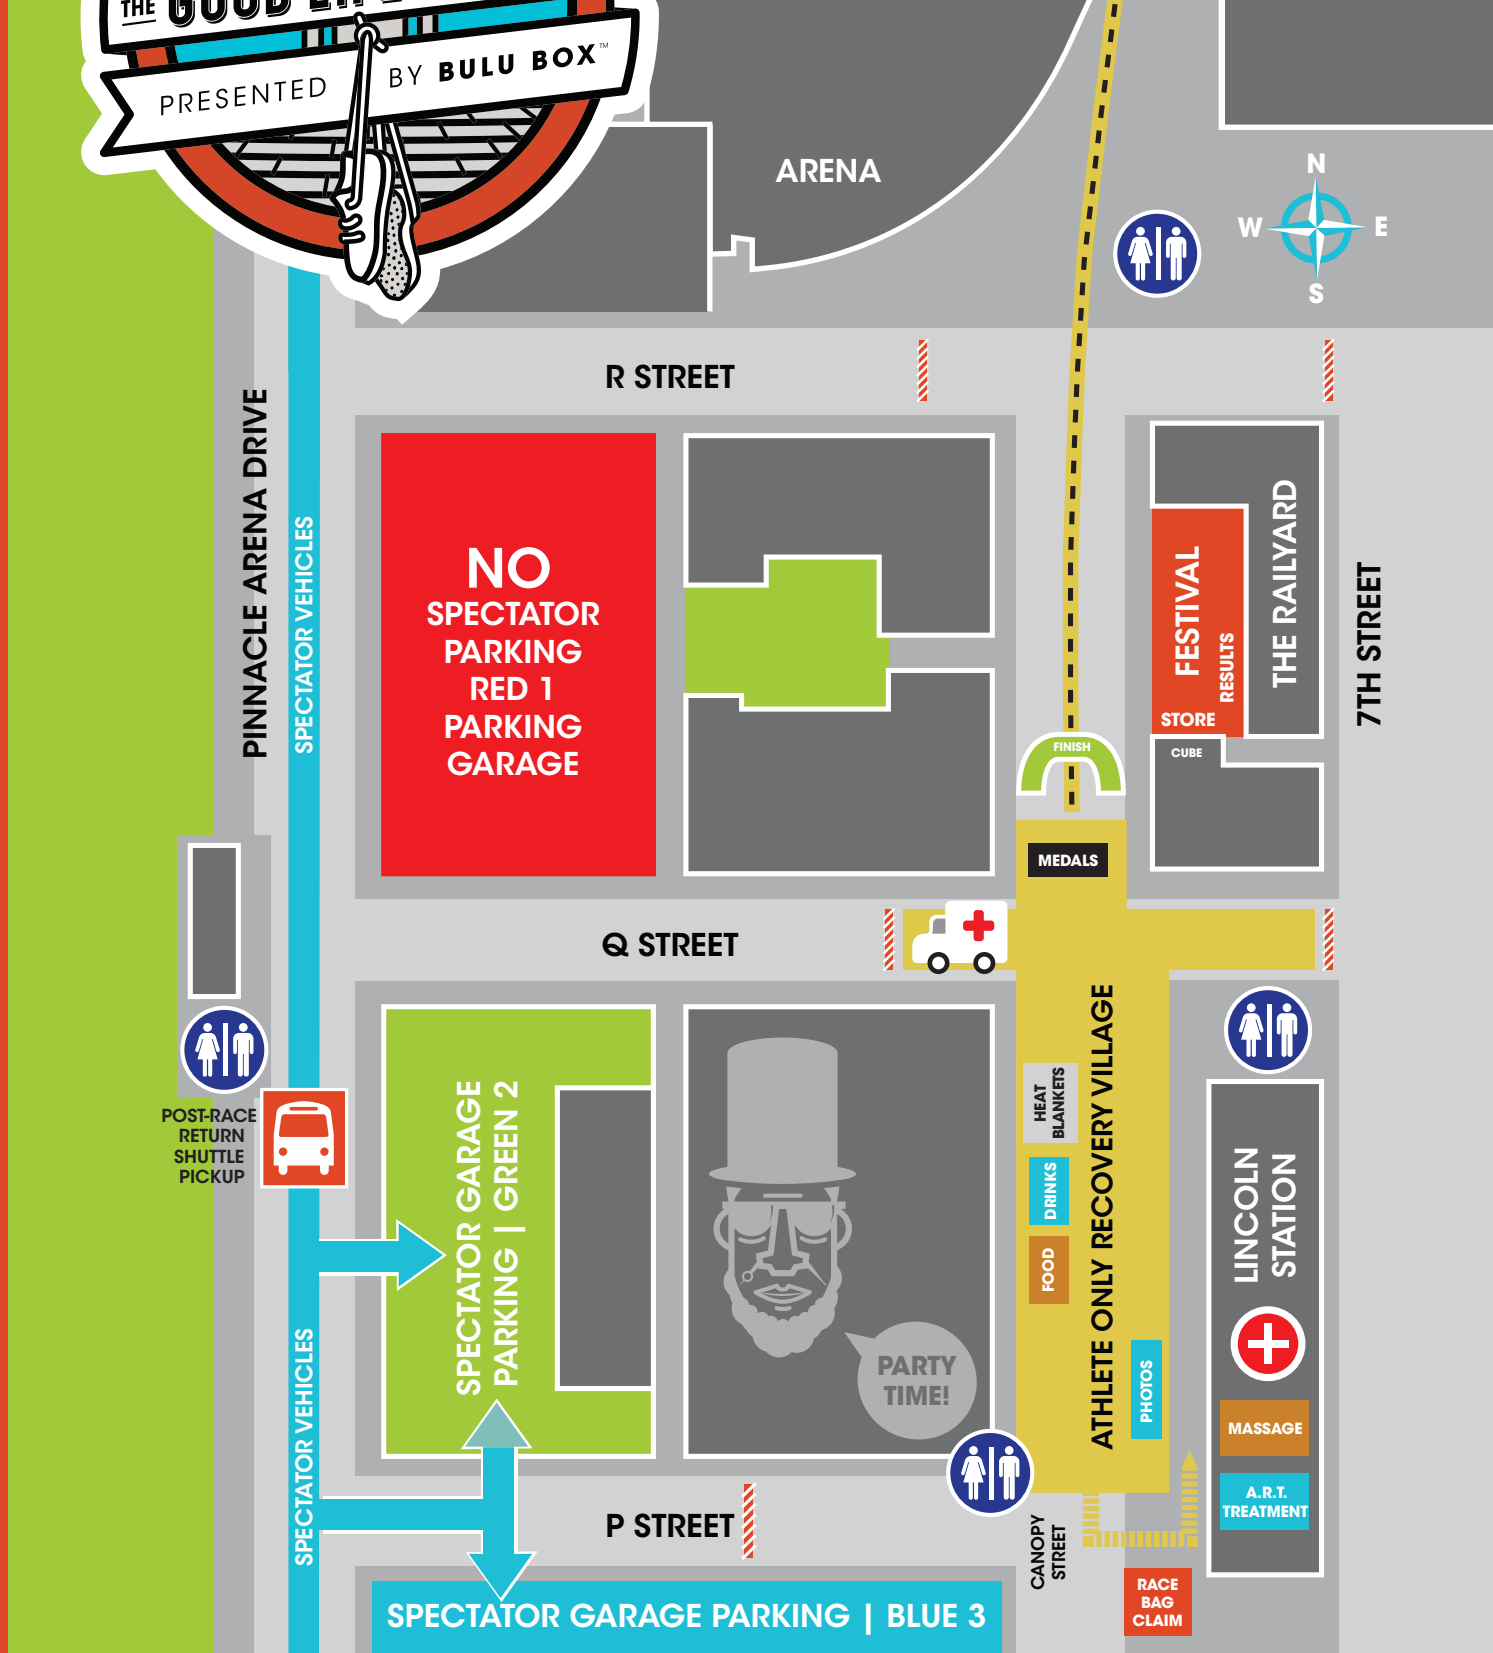 THE
PRESENTED BY BULU BOX™
ARENA
N
W
E
S
R STREET
PINNACLE ARENA DRIVE
SPECTATOR VEHICLES
NO
SPECTATOR
PARKING
RED 1
PARKING
GARAGE
FESTIVAL
RESULTS
STORE
THE RAILYARD
CUBE
7TH STREET
FINISH
MEDALS
Q STREET
POST-RACE
RETURN
SHUTTLE
PICKUP
SPECTATOR GARAGE
PARKING | GREEN 2
PARTY
TIME!
HEAT
BLANKETS
DRINKS
FOOD
ATHLETE ONLY RECOVERY VILLAGE
PHOTOS
LINCOLN
STATION
MASSAGE
A.R.T.
TREATMENT
SPECTATOR VEHICLES
P STREET
CANOPY
STREET
RACE
BAG
CLAIM
SPECTATOR GARAGE PARKING | BLUE 3